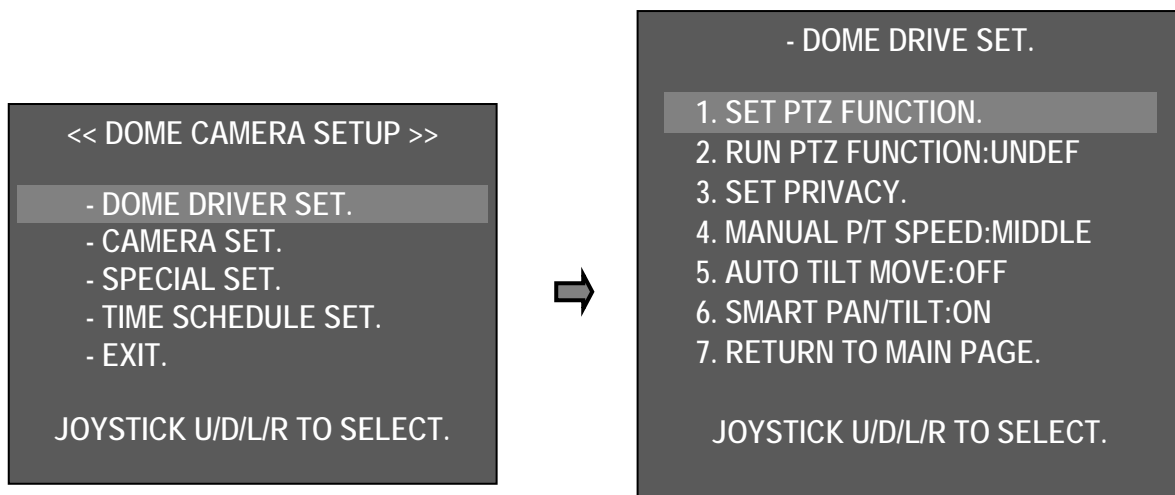 << DOME CAMERA SETUP >>
- DOME DRIVER SET.
- CAMERA SET.
- SPECIAL SET.
- TIME SCHEDULE SET.
- EXIT.
JOYSTICK U/D/L/R TO SELECT.
- DOME DRIVE SET.
1. SET PTZ FUNCTION.
2. RUN PTZ FUNCTION:UNDEF
3. SET PRIVACY.
4. MANUAL P/T SPEED:MIDDLE
5. AUTO TILT MOVE:OFF
6. SMART PAN/TILT:ON
7. RETURN TO MAIN PAGE.
JOYSTICK U/D/L/R TO SELECT.